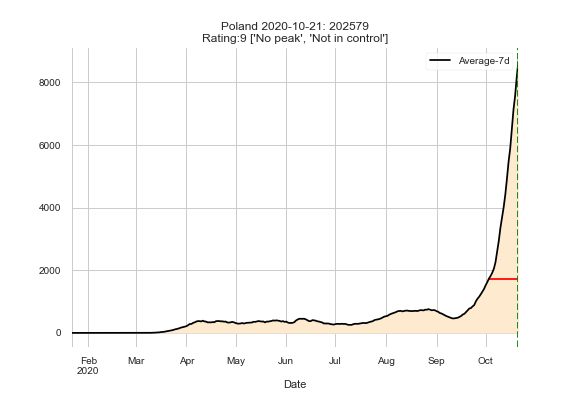 Poland 2020-10-21: 202579
Rating:9 ['No peak', 'Not in control']
Average-7d
8000
6000
4000
2000
0
Feb Mar Apr May Jun Jul Aug Sep Oct
2020
Date